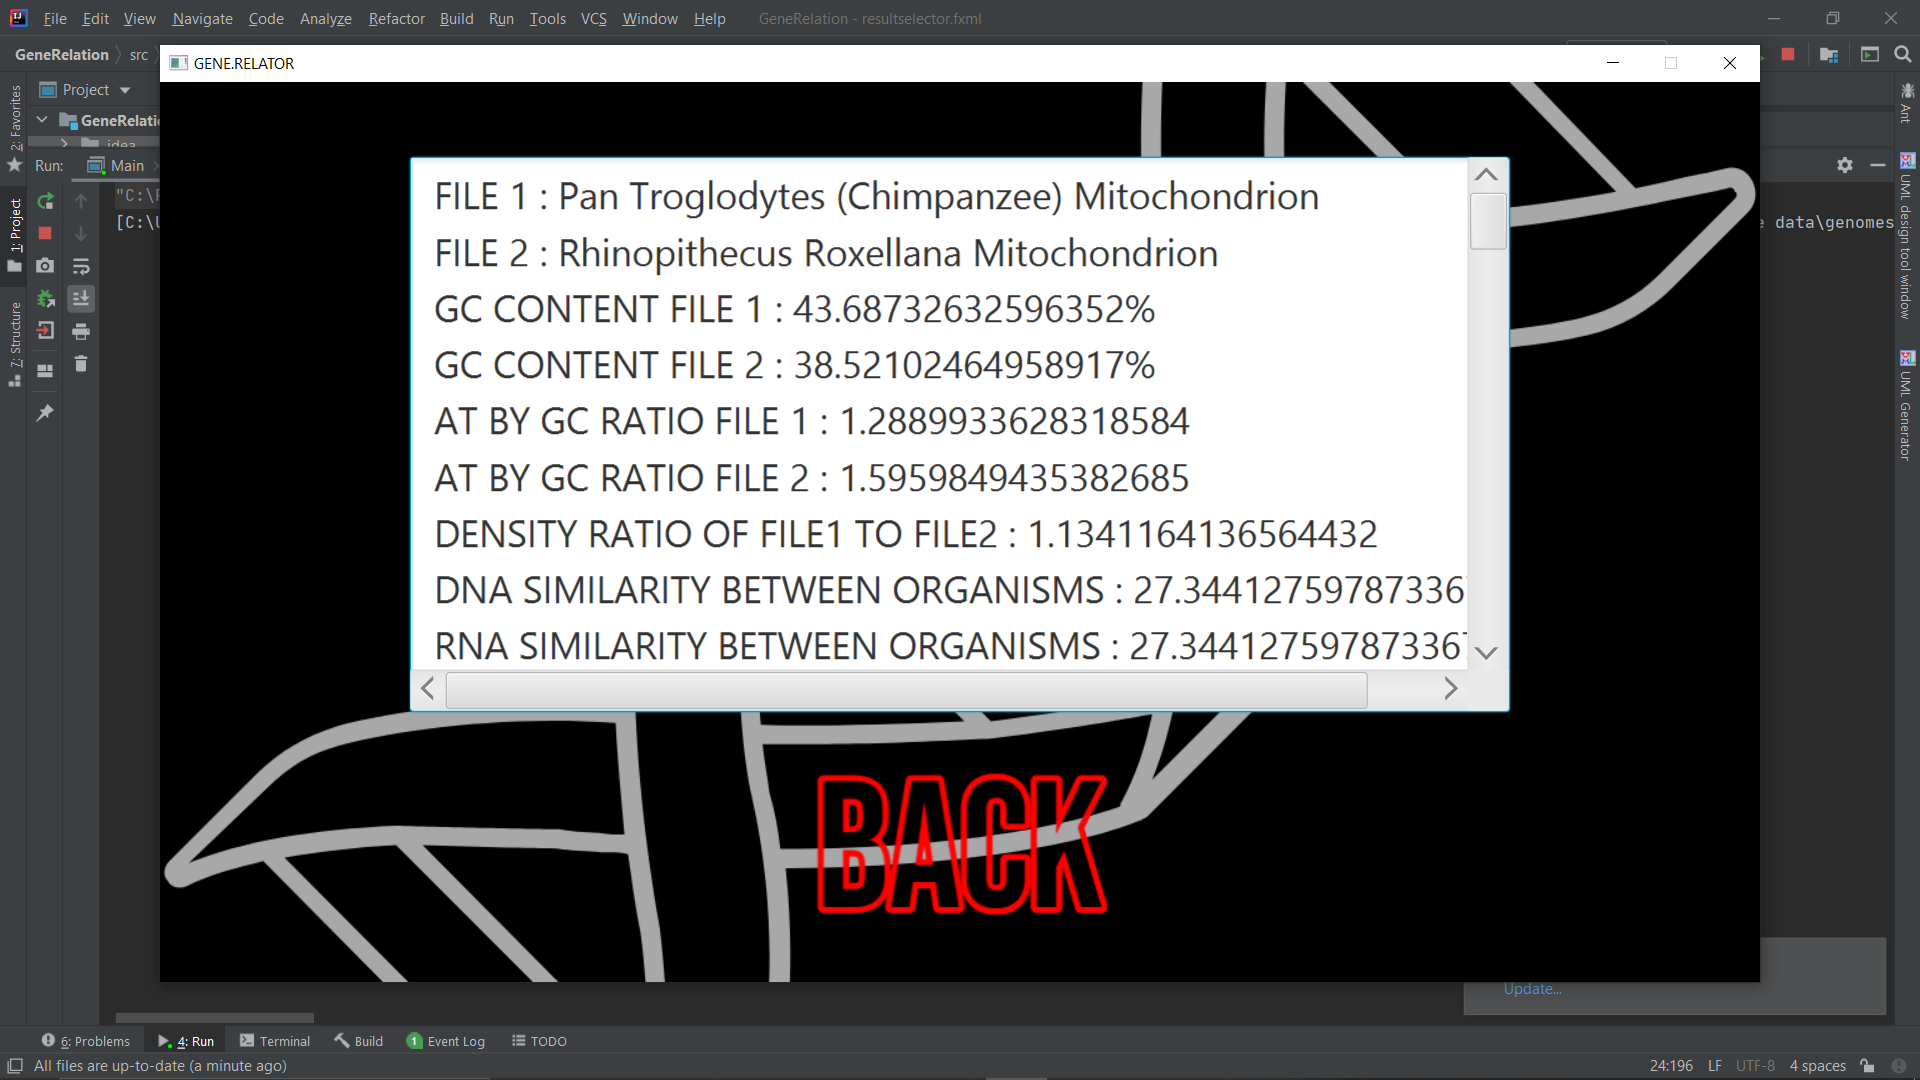 File Edit View Navigate Code Analyze Refactor Build Run Tools VCS Window Help GeneRelation - resultselector.fxml
GeneRelation src
GENE.RELATOR
Project
GeneRelati
idea
Run: Main
"C:\
[C:\
data\genomes
2: Favorites
1: Project
7: Structure
Ant
UML design tool window
UML Generator
FILE 1 : Pan Troglodytes (Chimpanzee) Mitochondrion
FILE 2 : Rhinopithecus Roxellana Mitochondrion
GC CONTENT FILE 1 : 43.68732632596352%
GC CONTENT FILE 2 : 38.52102464958917%
AT BY GC RATIO FILE 1 : 1.2889933628318584
AT BY GC RATIO FILE 2 : 1.5959849435382685
DENSITY RATIO OF FILE1 TO FILE2 : 1.1341164136564432
DNA SIMILARITY BETWEEN ORGANISMS : 27.34412759787336
RNA SIMILARITY BETWEEN ORGANISMS : 27.34412759787336
BACK
Update...
6: Problems 4: Run Terminal Build 1 Event Log TODO
All files are up-to-date (a minute ago) 24:196 LF UTF-8 4 spaces